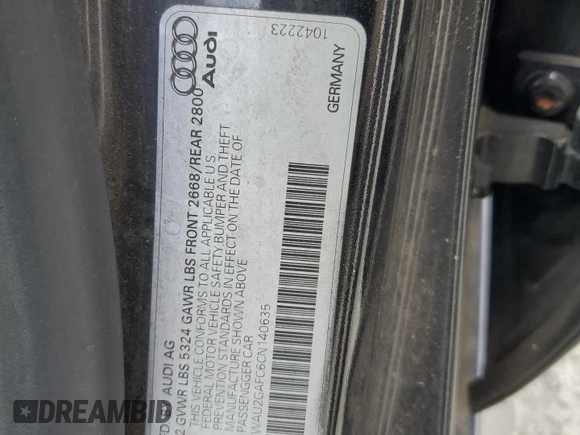 1042223
Audi
GERMANY
AUDI AG
2 GVWR LBS 5324 GAWR LBS FRONT 2668/REAR 2800
THIS VEHICLE CONFORMS TO ALL APPLICABLE U.S.
FEDERAL MOTOR VEHICLE SAFETY, BUMPER AND THEFT
PREVENTION STANDARDS IN EFFECT ON THE DATE OF
MANUFACTURE SHOWN ABOVE
PASSENGER CAR
WAU2GAFC6CN140635
DREAMBID